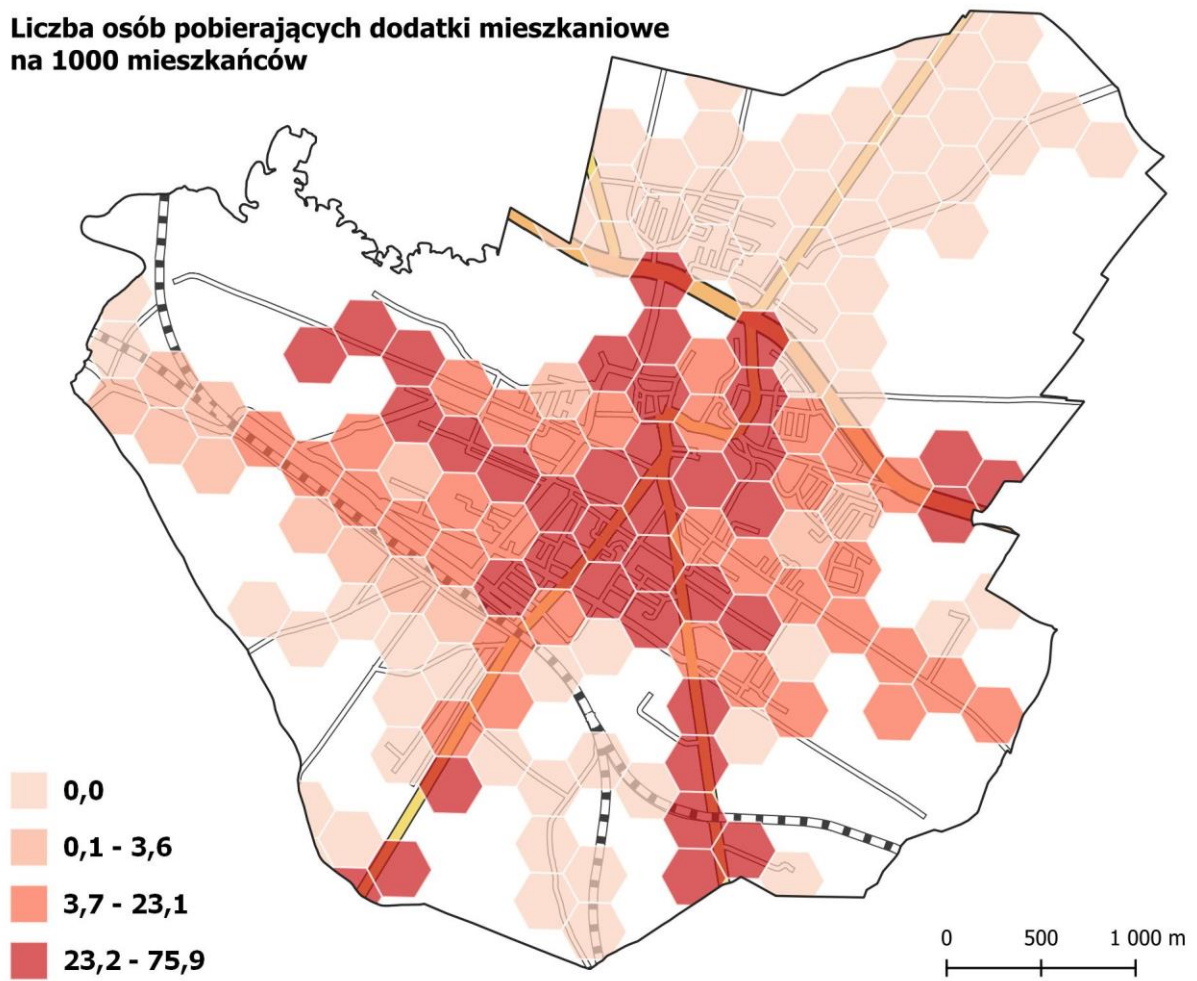 Liczba osób pobierających dodatki mieszkaniowe
na 1000 mieszkańców
0,0
0,1 - 3,6
3,7 - 23,1
23,2 - 75,9
0 500 1 000 m